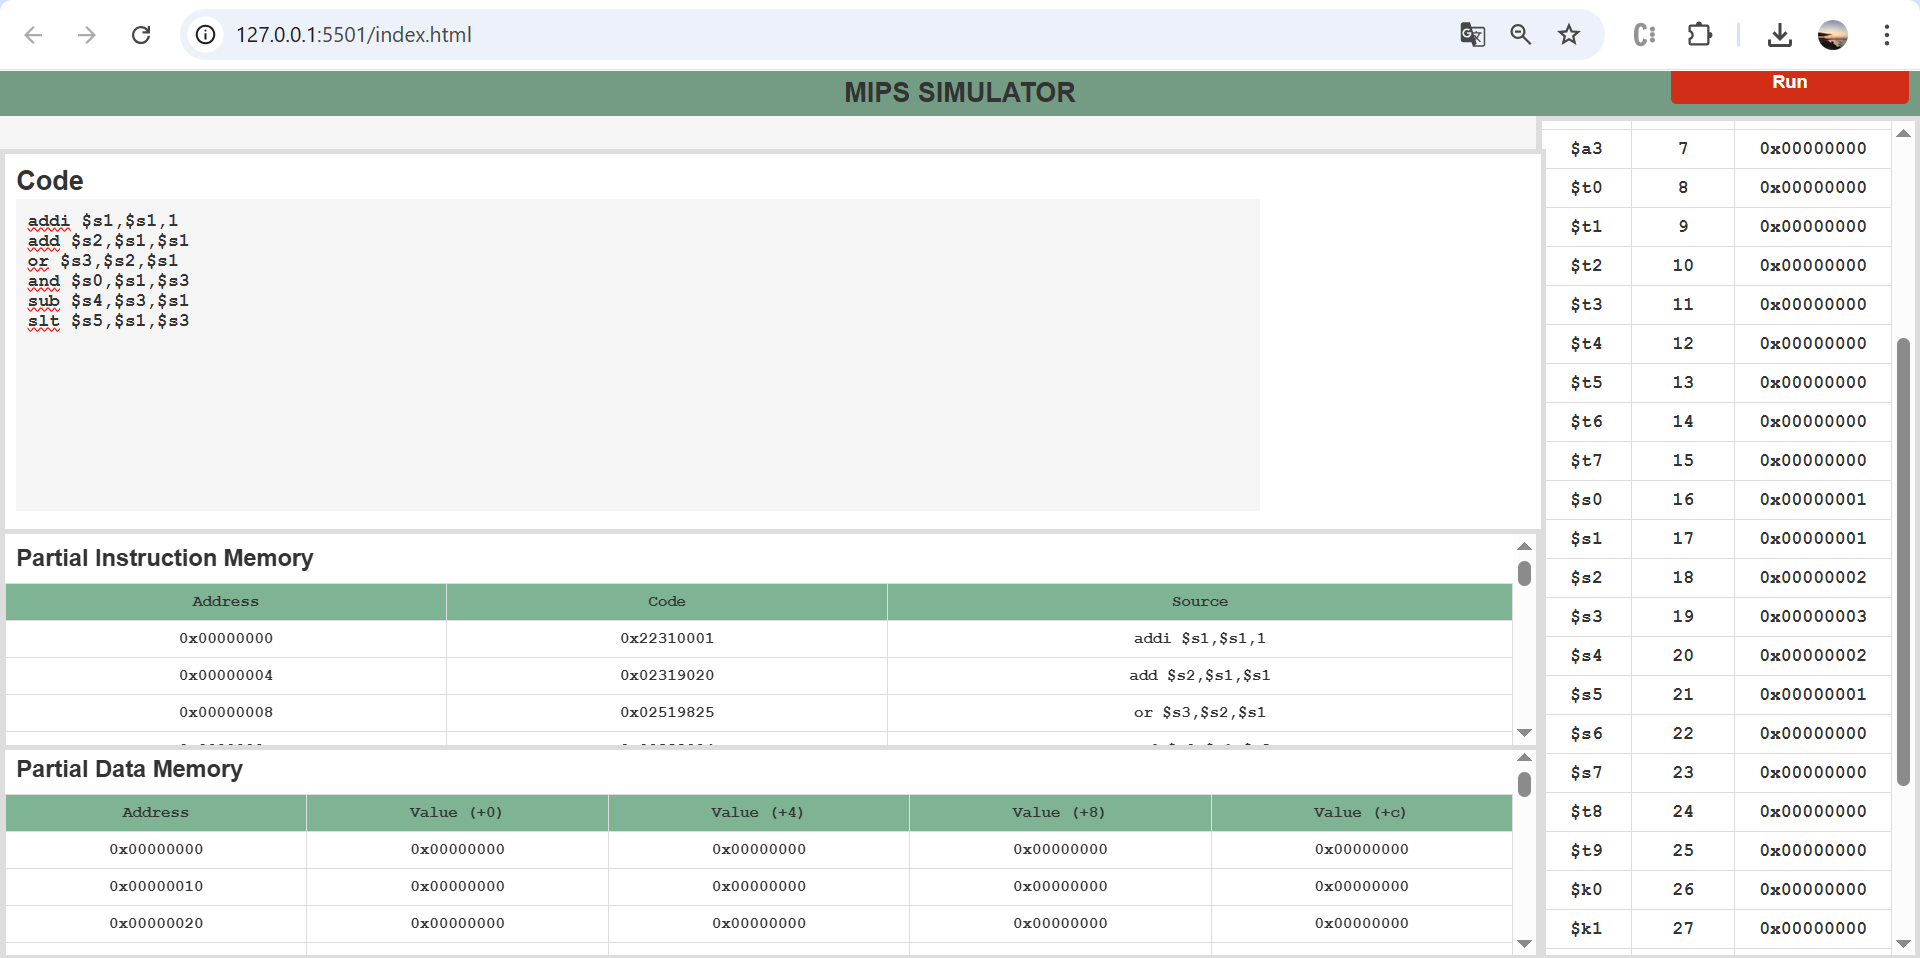 127.0.0.1:5501/index.html
MIPS SIMULATOR
Run
Code
addi $s1,$s1,1
add $s2,$s1,$s1
or $s3,$s2,$s1
and $s0,$s1,$s3
sub $s4,$s3,$s1
slt $s5,$s1,$s3
Partial Instruction Memory
Address Code Source
0x00000000 0x22310001 addi $s1,$s1,1
0x00000004 0x02319020 add $s2,$s1,$s1
0x00000008 0x02519825 or $s3,$s2,$s1
Partial Data Memory
Address Value (+0) Value (+4) Value (+8) Value (+c)
0x00000000 0x00000000 0x00000000 0x00000000 0x00000000
0x00000010 0x00000000 0x00000000 0x00000000 0x00000000
0x00000020 0x00000000 0x00000000 0x00000000 0x00000000
$a3 7 0x00000000
$t0 8 0x00000000
$t1 9 0x00000000
$t2 10 0x00000000
$t3 11 0x00000000
$t4 12 0x00000000
$t5 13 0x00000000
$t6 14 0x00000000
$t7 15 0x00000000
$s0 16 0x00000001
$s1 17 0x00000001
$s2 18 0x00000002
$s3 19 0x00000003
$s4 20 0x00000002
$s5 21 0x00000001
$s6 22 0x00000000
$s7 23 0x00000000
$t8 24 0x00000000
$t9 25 0x00000000
$k0 26 0x00000000
$k1 27 0x00000000